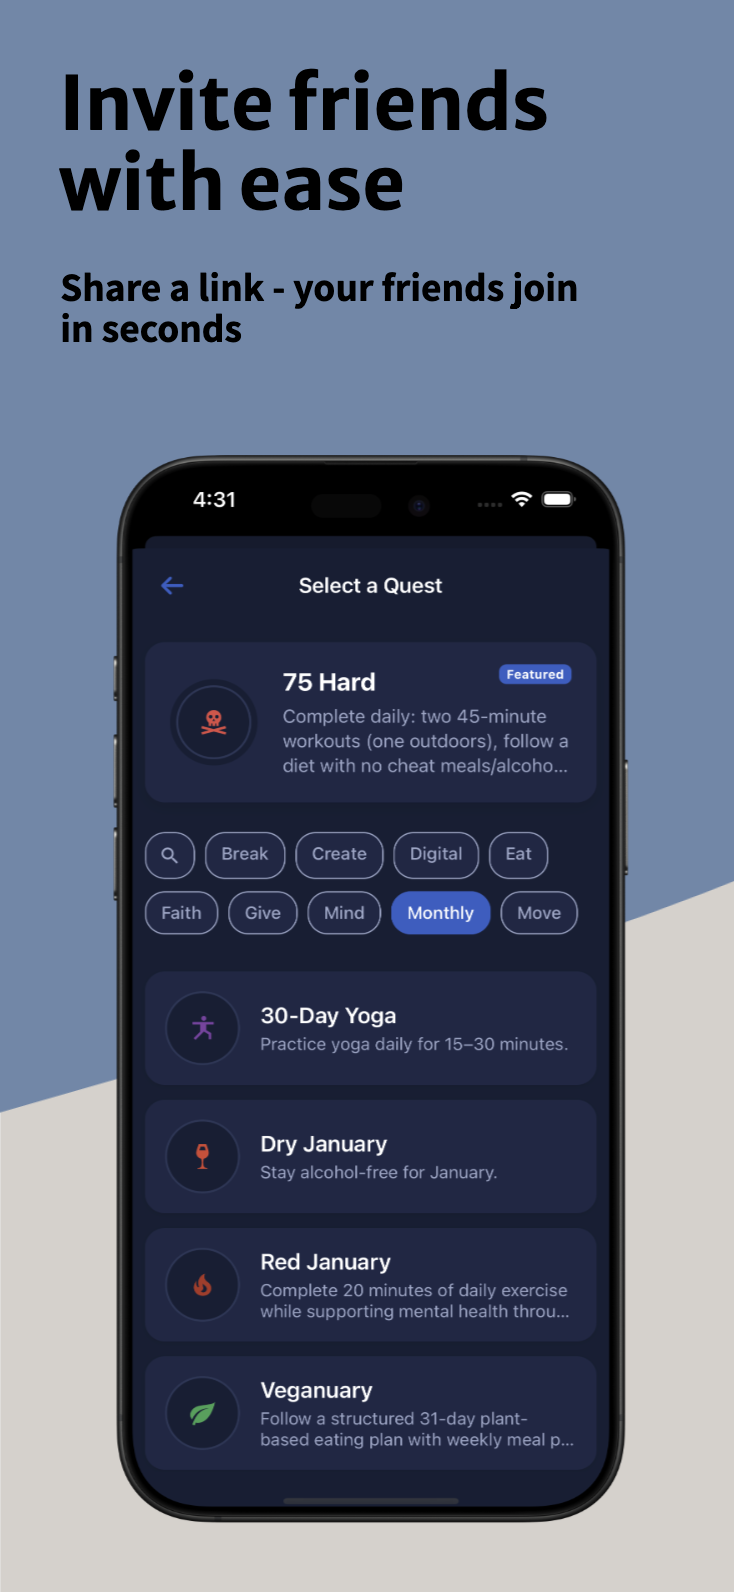 Invite friends
with ease
Share a link - your friends join
in seconds
4:31
Select a Quest
75 Hard
Featured
Complete daily: two 45-minute
workouts (one outdoors), follow a
diet with no cheat meals/alcoho...
Break Create Digital Eat
Faith Give Mind Monthly Move
30-Day Yoga
Practice yoga daily for 15–30 minutes.
Dry January
Stay alcohol-free for January.
Red January
Complete 20 minutes of daily exercise
while supporting mental health throu...
Veganuary
Follow a structured 31-day plant-
based eating plan with weekly meal p...